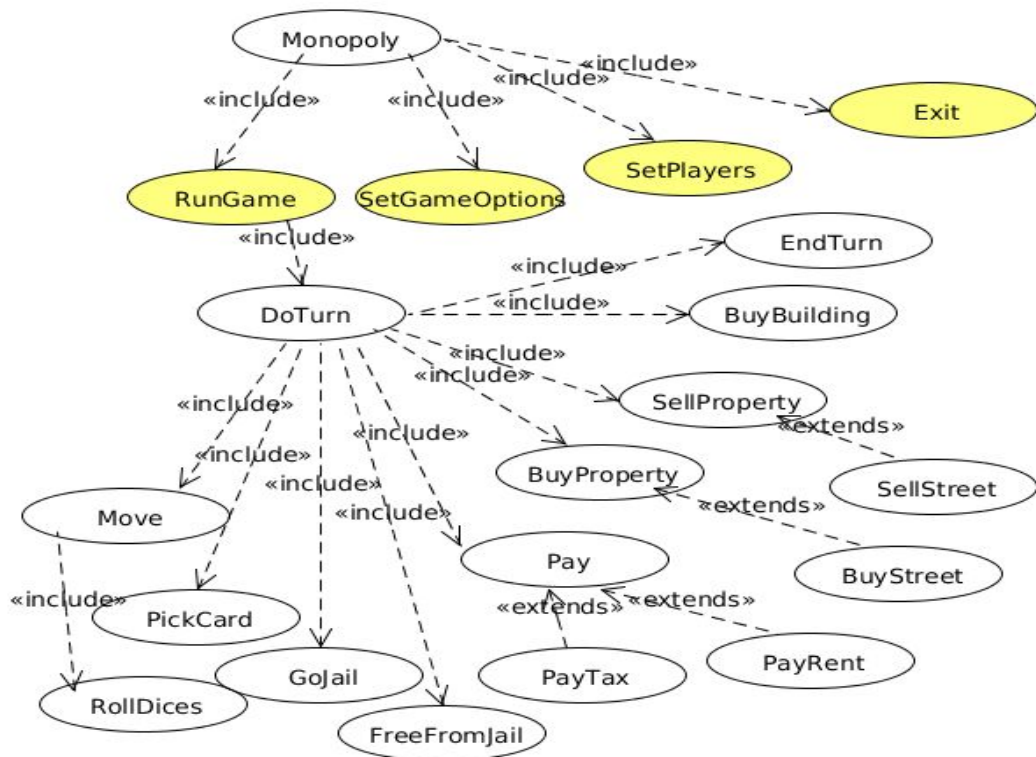 Monopoly
«include»
«include»
«include»
«include»
Exit
SetPlayers
RunGame
SetGameOptions
«include»
EndTurn
«include»
DoTurn
«include»
BuyBuilding
«include»
«include»
SellProperty
«include»
«extends»
«include»
«include»
BuyProperty
SellStreet
«include»
«include»
«extends»
Move
Pay
BuyStreet
«include»
PickCard
«extends»
«extends»
PayRent
GoJail
PayTax
RollDices
FreeFromJail